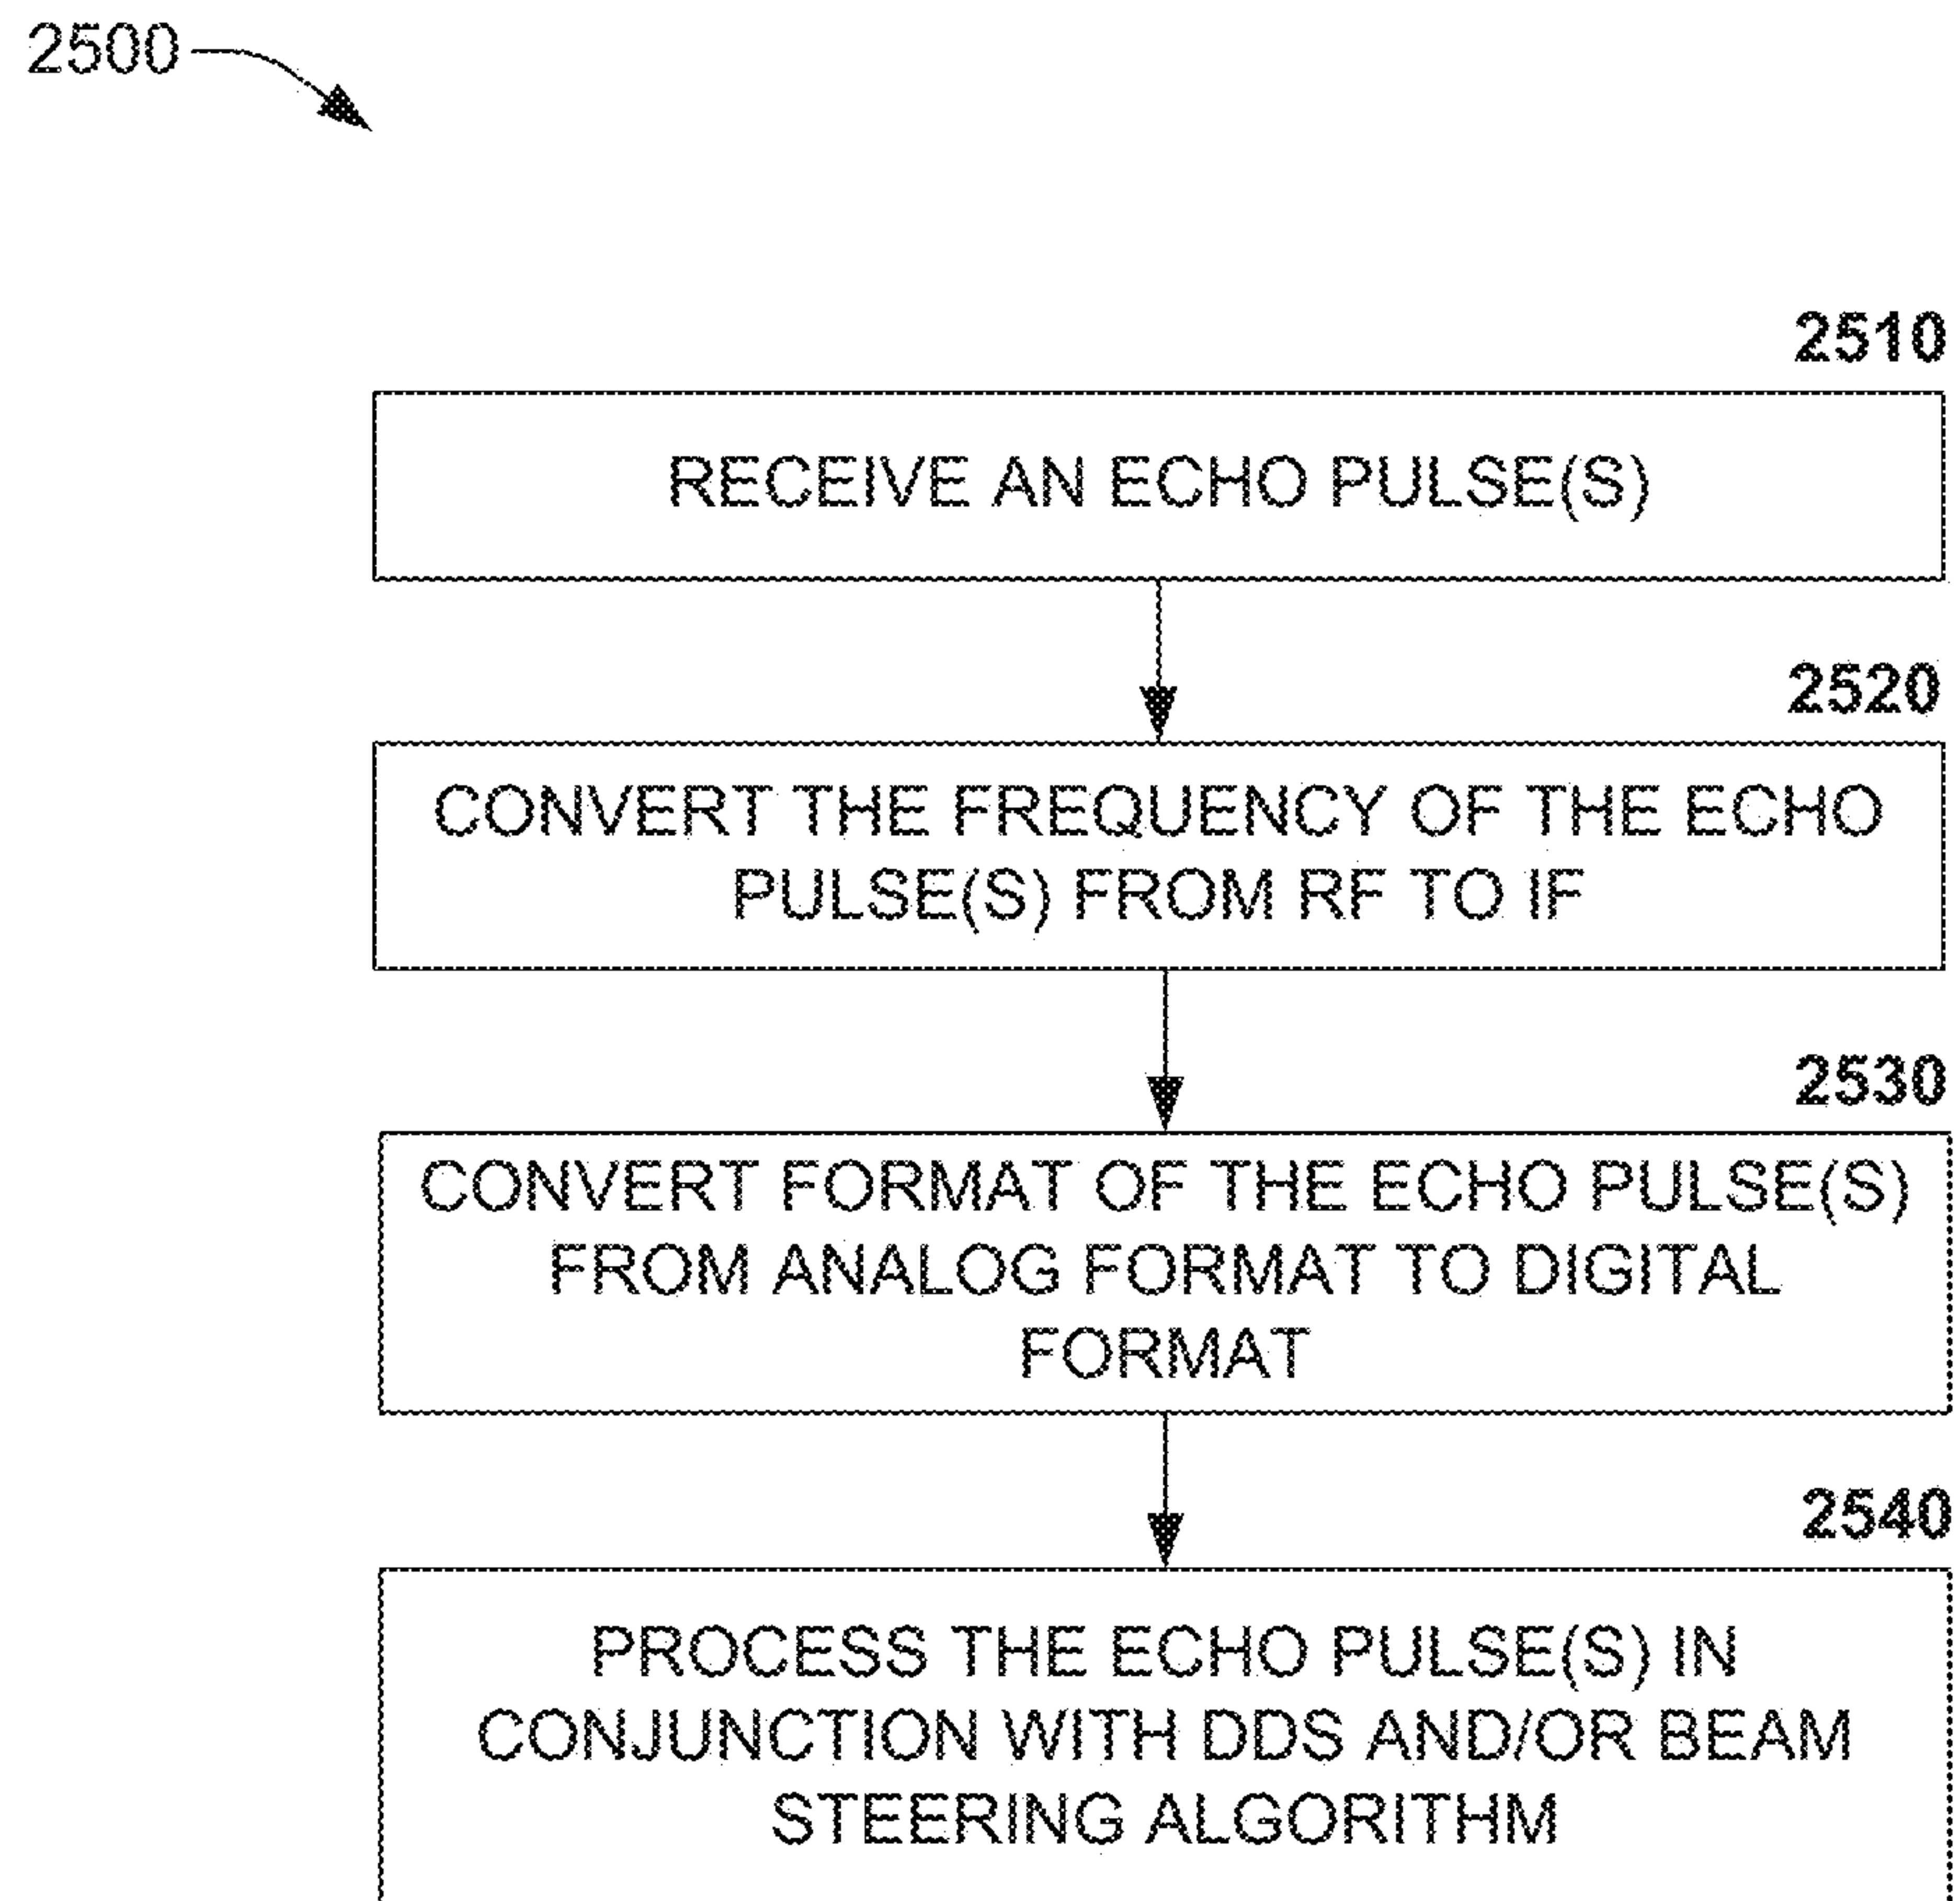 2500
2510
RECEIVE AN ECHO PULSE(S)
2520
CONVERT THE FREQUENCY OF THE ECHO
PULSE(S) FROM RF TO IF
2530
CONVERT FORMAT OF THE ECHO PULSE(S)
FROM ANALOG FORMAT TO DIGITAL
FORMAT
2540
PROCESS THE ECHO PULSE(S) IN
CONJUNCTION WITH DDS AND/OR BEAM
STEERING ALGORITHM